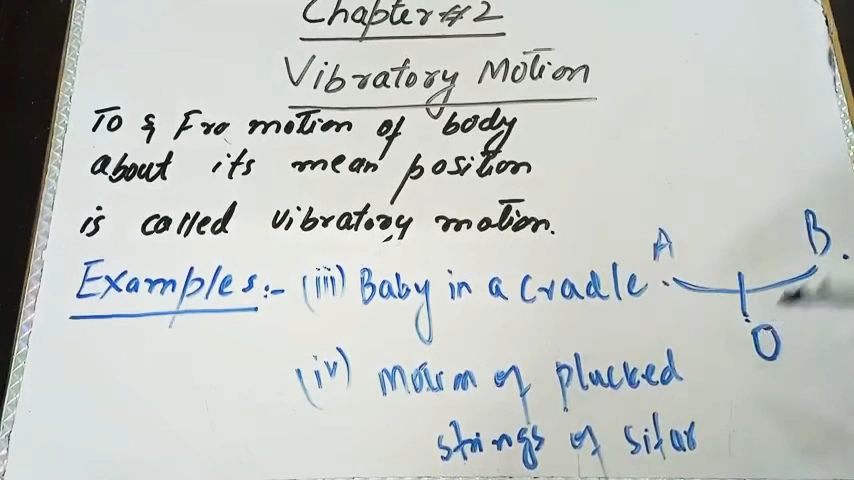 Chapter # 2
Vibratory Motion
To & Fro motion of body
about its mean position
is called vibratory motion.
Examples:- (iii) Baby in a cradle. A B.
O
(iv) Motion of plucked
strings of sitar